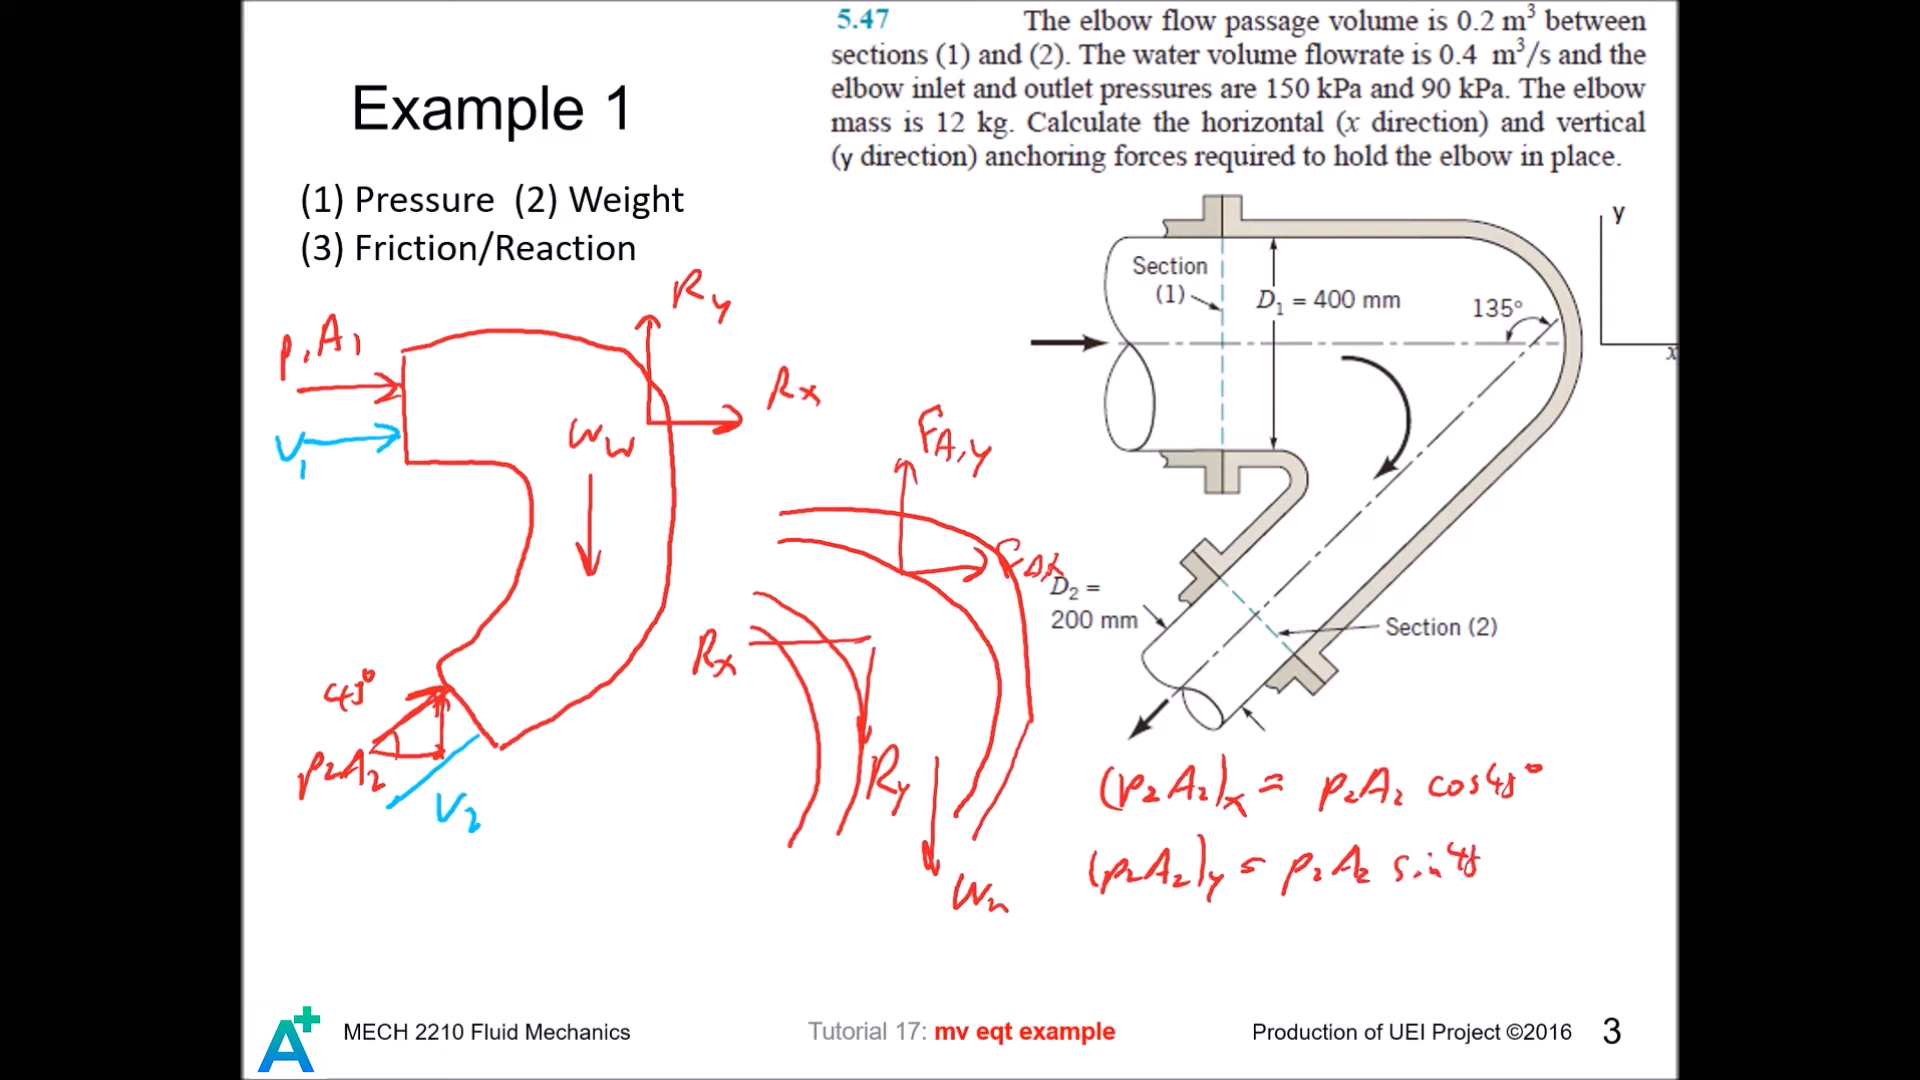 5.47 The elbow flow passage volume is 0.2 m³ between
sections (1) and (2). The water volume flowrate is 0.4 m³/s and the
elbow inlet and outlet pressures are 150 kPa and 90 kPa. The elbow
mass is 12 kg. Calculate the horizontal (x direction) and vertical
(y direction) anchoring forces required to hold the elbow in place.
Example 1
(1) Pressure (2) Weight
(3) Friction/Reaction
y
x
Section
(1)
D₁ = 400 mm
135°
D₂ =
200 mm
Section (2)
Ry
p₁A₁
Rx
V₁
Ww
FA,y
Rx
45°
p₂A₂
V₂
Ry
(p₂A₂)x = p₂A₂ cos45°
(p₂A₂)y = p₂A₂ sin45
MECH 2210 Fluid Mechanics
Tutorial 17: mv eqt example
Production of UEI Project ©2016
3
A+